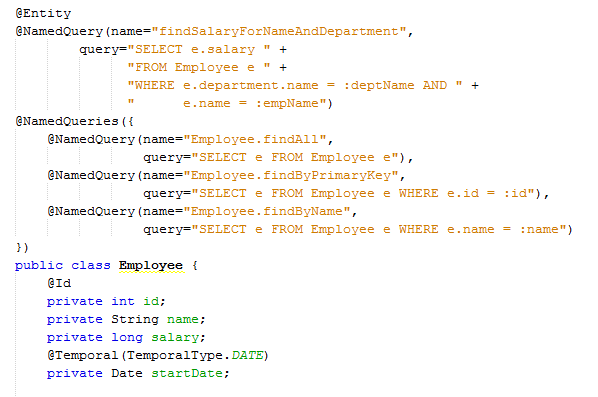 @Entity
@NamedQuery(name="findSalaryForNameAndDepartment",
        query="SELECT e.salary " +
              "FROM Employee e " +
              "WHERE e.department.name = :deptName AND " +
              "      e.name = :empName")
@NamedQueries({
    @NamedQuery(name="Employee.findAll",
                query="SELECT e FROM Employee e"),
    @NamedQuery(name="Employee.findByPrimaryKey",
                query="SELECT e FROM Employee e WHERE e.id = :id"),
    @NamedQuery(name="Employee.findByName",
                query="SELECT e FROM Employee e WHERE e.name = :name")
})
public class Employee {
    @Id
    private int id;
    private String name;
    private long salary;
    @Temporal(TemporalType.DATE)
    private Date startDate;